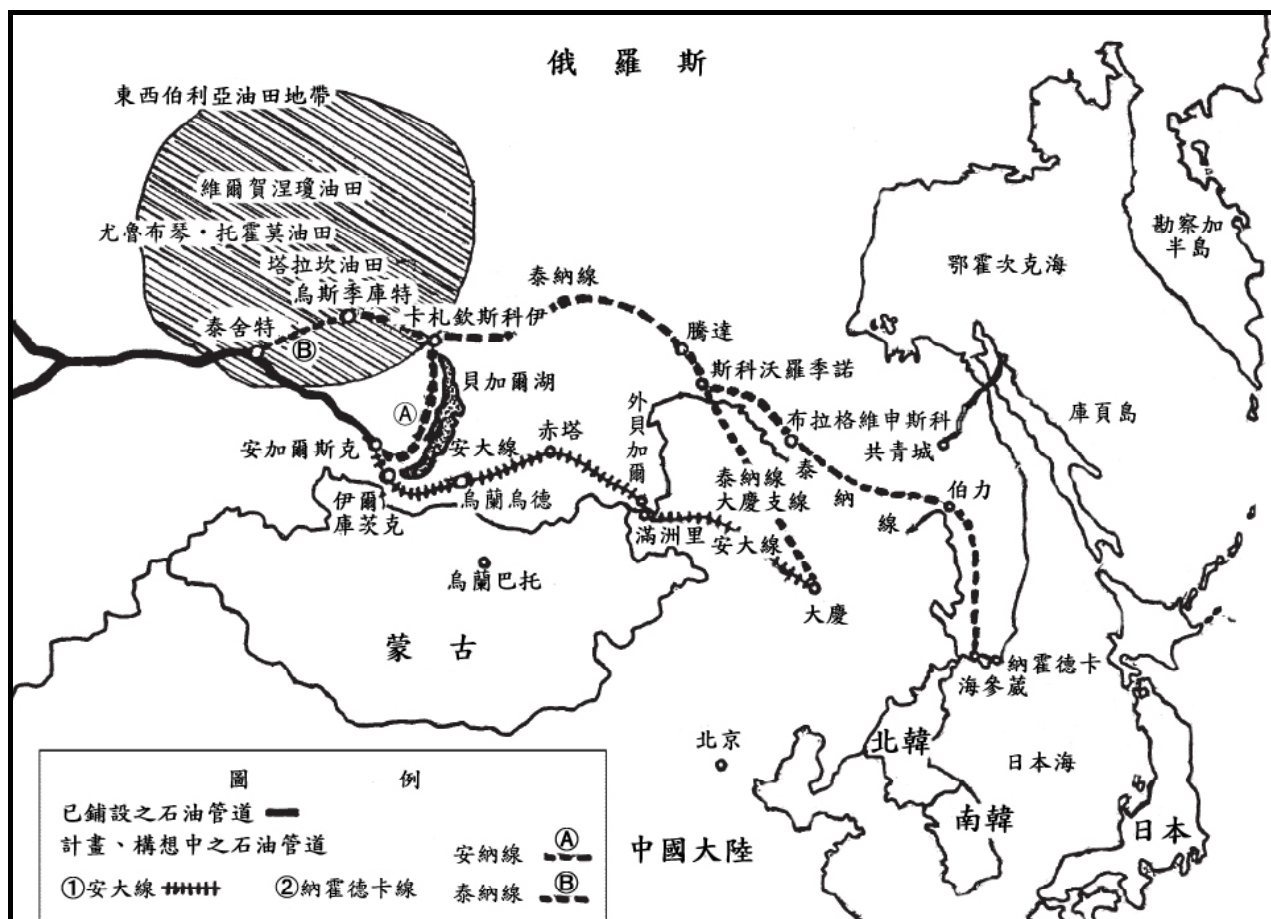 俄羅斯
東西伯利亞油田地帶
維爾賀涅瓊油田
尤魯布琴·托霍莫油田
塔拉坎油田
烏斯季庫特
泰舍特
Ⓑ
卡札欽斯科伊
泰納線
騰達
斯科沃羅季諾
鄂霍次克海
勘察加
半島
貝加爾湖
Ⓐ
安加爾斯克
安大線
赤塔
外貝加爾
布拉格維申斯科
共青城
庫頁島
泰納線
大慶支線
泰
納
線
伯力
伊爾
庫茨克
烏蘭烏德
滿洲里
安大線
烏蘭巴托
大慶
蒙古
納霍德卡
海參葳
北京
北韓
日本海
南韓
日本
中國大陸
圖例
已鋪設之石油管道
計畫、構想中之石油管道
①安大線
②納霍德卡線
安納線 Ⓐ
泰納線 Ⓑ